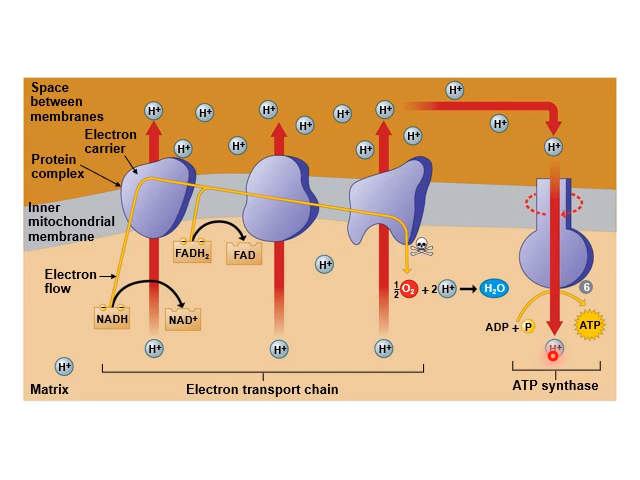 Space
between
membranes
H+
H+
H+
H+
H+
H+
H+
H+
H+
H+
H+
H+
H+
H+
Electron
carrier
Protein
complex
Inner
mitochondrial
membrane
Electron
flow
FADH2
FAD
NADH
NAD+
H+
1/2 O2 + 2 H+ → H2O
6
ADP + P
ATP
H+
H+
H+
H+
H+
Matrix
Electron transport chain
ATP synthase